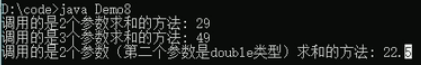 D:\code>java Demo8
调用的是2个参数求和的方法: 29
调用的是3个参数求和的方法: 49
调用的是2个参数（第二个参数是double类型）求和的方法: 22.5